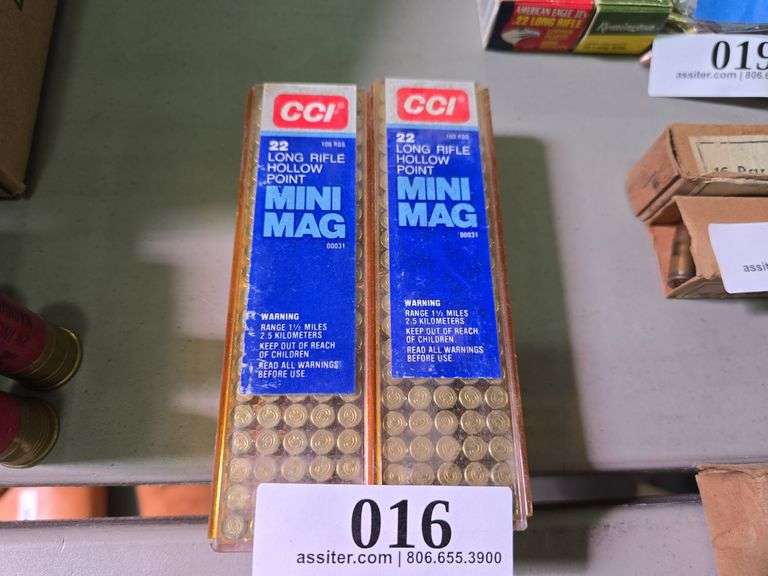 CCI
22
100 RDS
LONG RIFLE
HOLLOW
POINT
MINI
MAG
00031
WARNING
RANGE 1½ MILES
2.5 KILOMETERS
KEEP OUT OF REACH
OF CHILDREN.
READ ALL WARNINGS
BEFORE USE.
CCI
22
100 RDS
LONG RIFLE
HOLLOW
POINT
MINI
MAG
00031
WARNING
RANGE 1½ MILES
2.5 KILOMETERS
KEEP OUT OF REACH
OF CHILDREN.
READ ALL WARNINGS
BEFORE USE.
016
assiter.com | 806.655.3900
AMERICAN EAGLE
.22 LONG RIFLE
Remington
019
assiter.com | 806.6
assiter